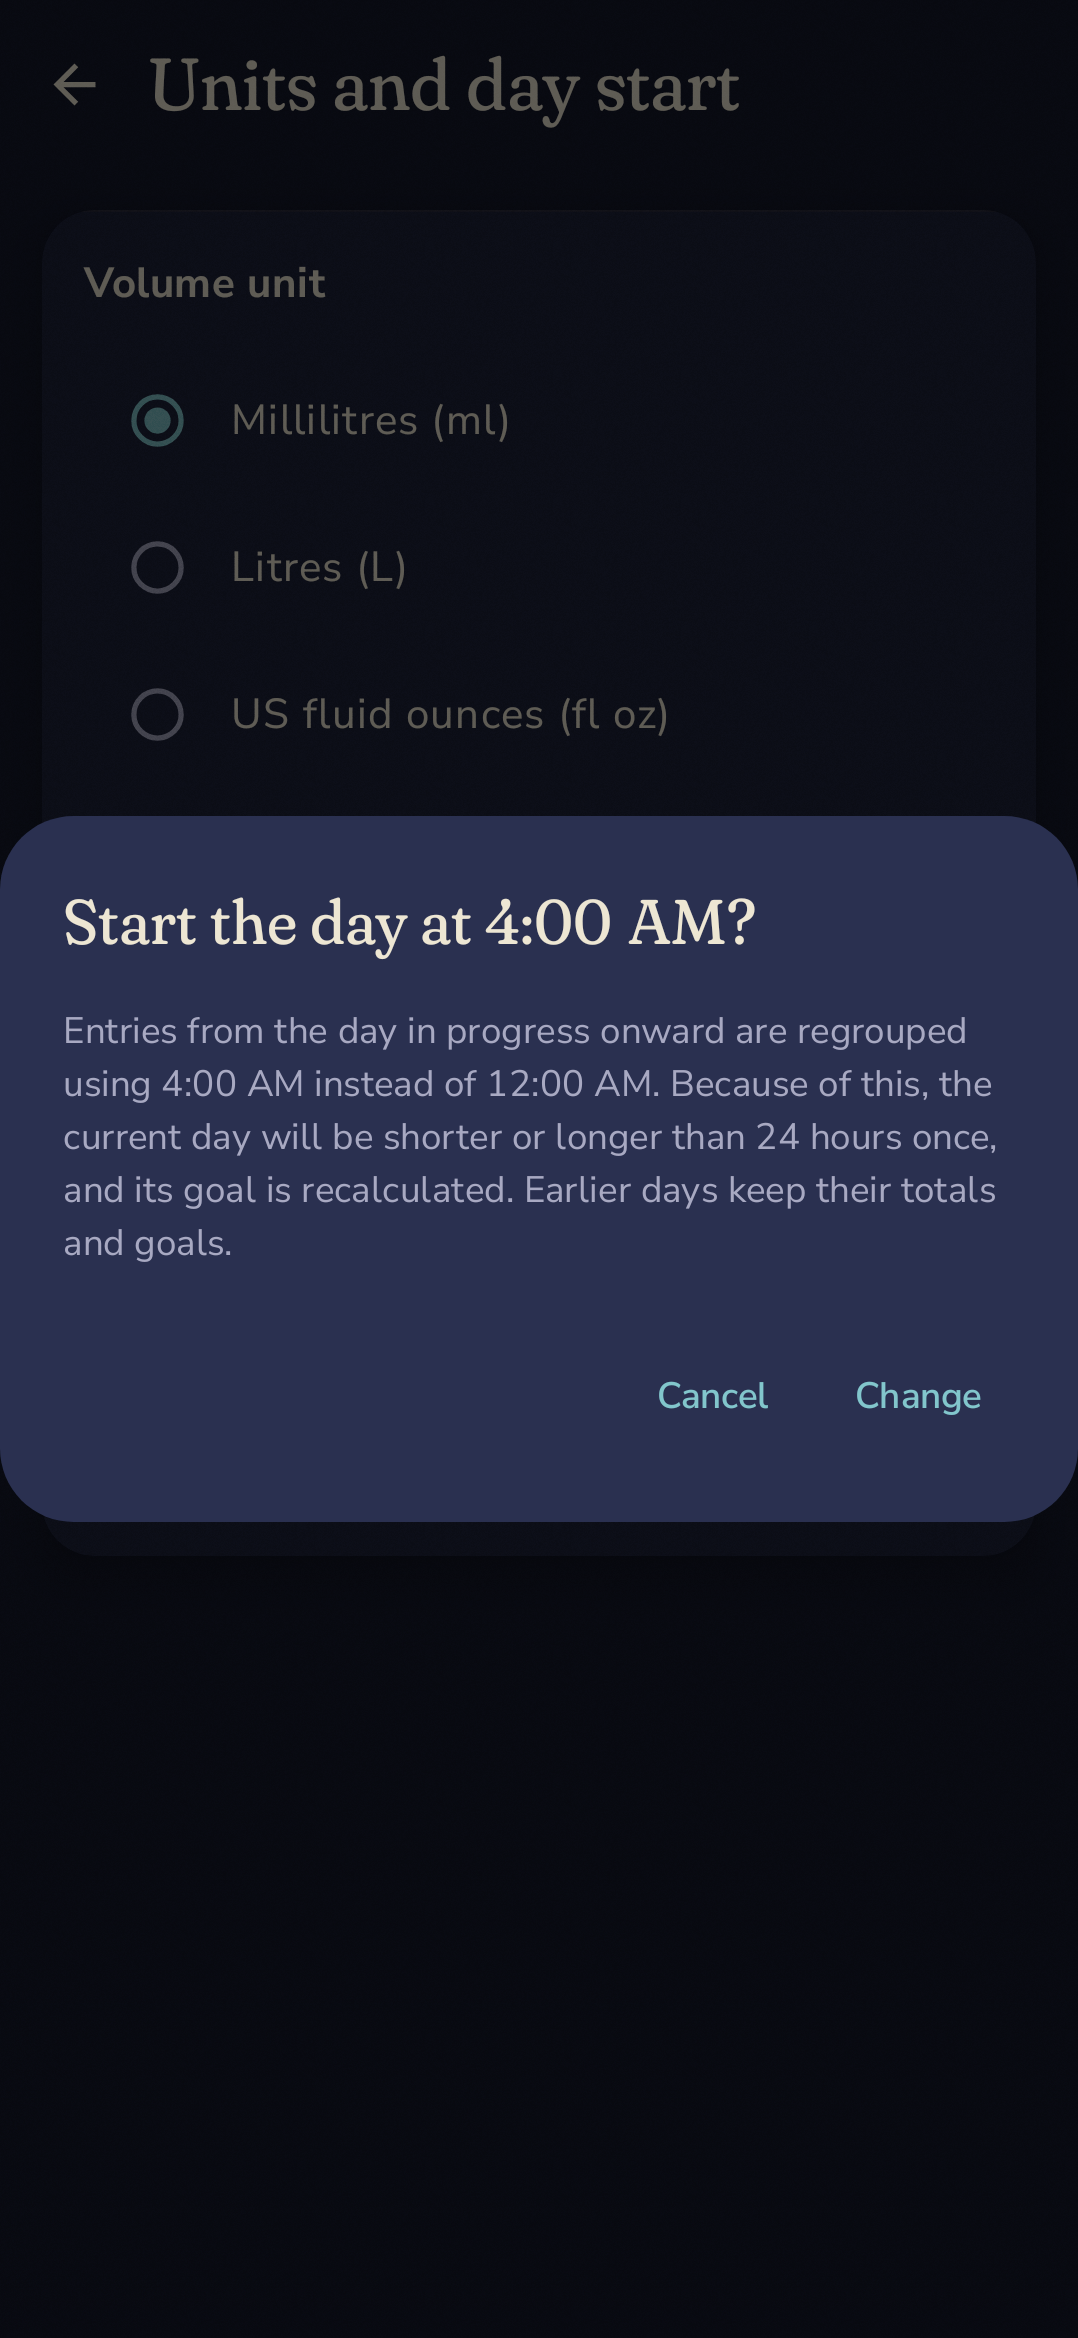 Units and day start
Volume unit
Millilitres (ml)
Litres (L)
US fluid ounces (fl oz)
Start the day at 4:00 AM?
Entries from the day in progress onward are regrouped
using 4:00 AM instead of 12:00 AM. Because of this, the
current day will be shorter or longer than 24 hours once,
and its goal is recalculated. Earlier days keep their totals
and goals.
Cancel
Change